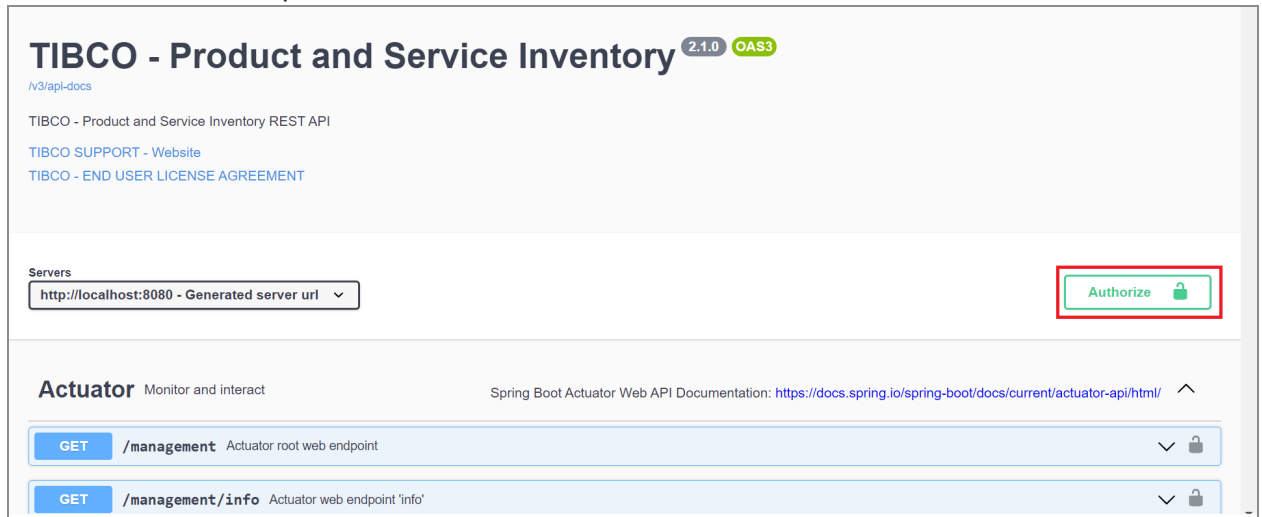 TIBCO - Product and Service Inventory 2.1.0 OAS3
/v3/api-docs
TIBCO - Product and Service Inventory REST API
TIBCO SUPPORT - Website
TIBCO - END USER LICENSE AGREEMENT
Servers
http://localhost:8080 - Generated server url
Authorize
Actuator Monitor and interact Spring Boot Actuator Web API Documentation: https://docs.spring.io/spring-boot/docs/current/actuator-api/html/
GET /management Actuator root web endpoint
GET /management/info Actuator web endpoint 'info'